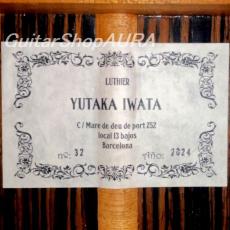 GuitarShopAURA
LUTHIER
YUTAKA IWATA
C / Mare de deu de port 252
local 13 bajos
Barcelona
nº: 32 Año: 2024